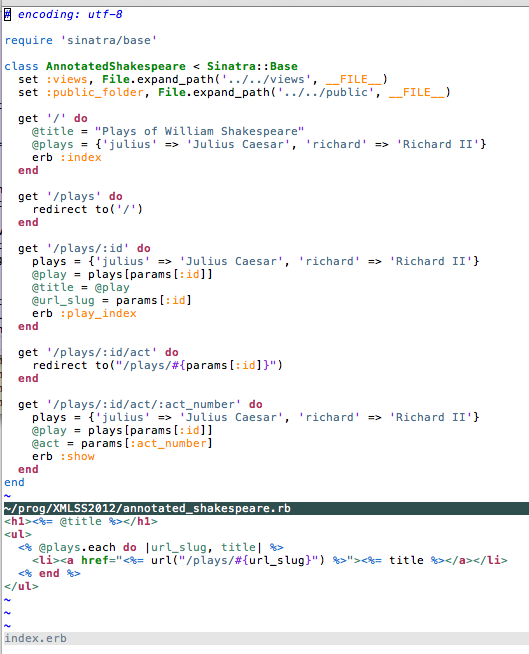 # encoding: utf-8

require 'sinatra/base'

class AnnotatedShakespeare < Sinatra::Base
  set :views, File.expand_path('../../views', __FILE__)
  set :public_folder, File.expand_path('../../public', __FILE__)

  get '/' do
    @title = "Plays of William Shakespeare"
    @plays = {'julius' => 'Julius Caesar', 'richard' => 'Richard II'}
    erb :index
  end

  get '/plays' do
    redirect to('/')
  end

  get '/plays/:id' do
    plays = {'julius' => 'Julius Caesar', 'richard' => 'Richard II'}
    @play = plays[params[:id]]
    @title = @play
    @url_slug = params[:id]
    erb :play_index
  end

  get '/plays/:id/act' do
    redirect to("/plays/#{params[:id]}")
  end

  get '/plays/:id/act/:act_number' do
    plays = {'julius' => 'Julius Caesar', 'richard' => 'Richard II'}
    @play = plays[params[:id]]
    @act = params[:act_number]
    erb :show
  end
end
~
~/prog/XMLSS2012/annotated_shakespeare.rb
<h1><%= @title %></h1>
<ul>
  <% @plays.each do |url_slug, title| %>
    <li><a href="<%= url("/plays/#{url_slug}") %>"><%= title %></a></li>
  <% end %>
</ul>
~
~
~
index.erb